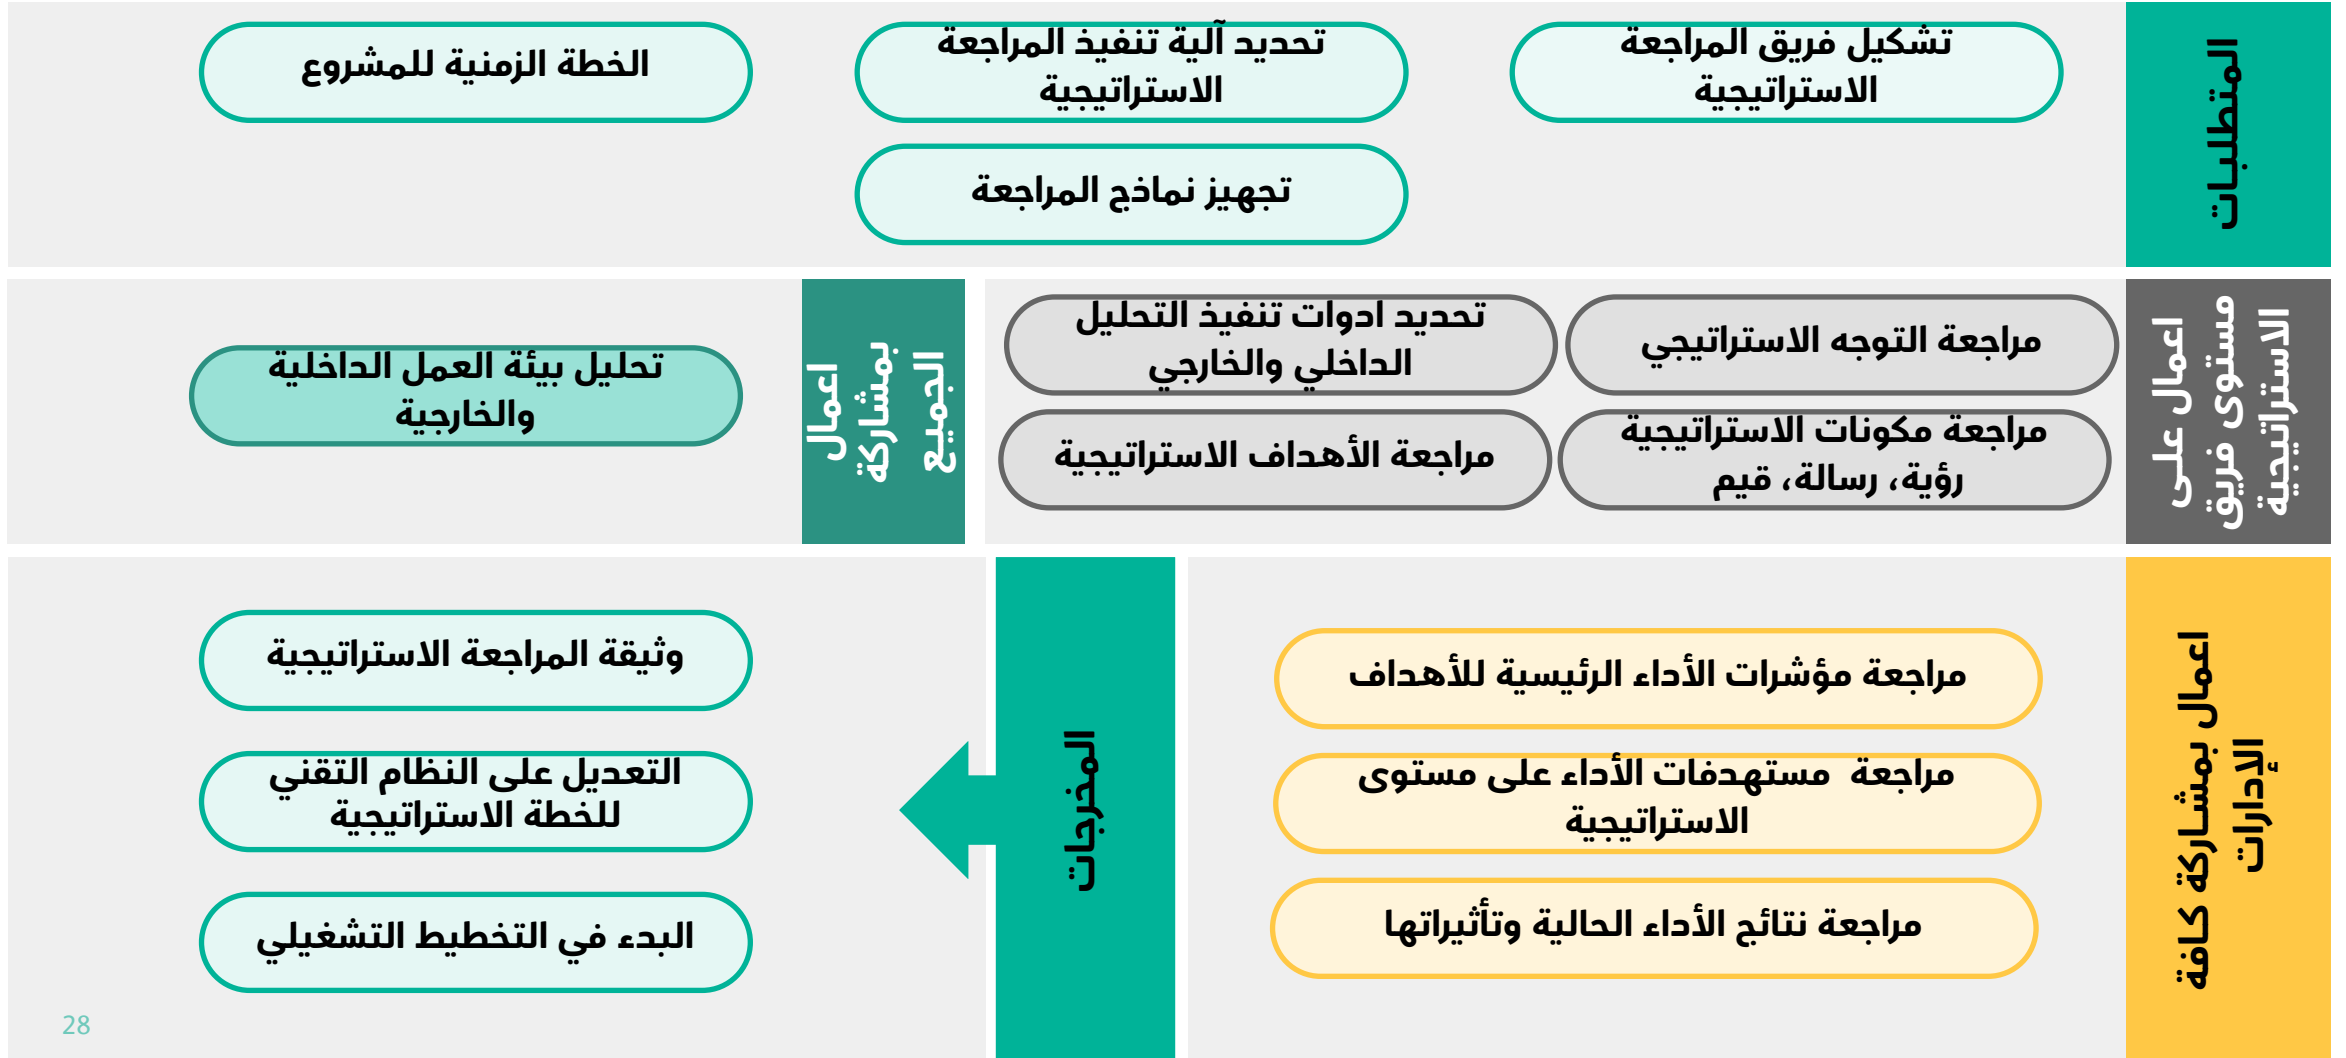 المتطلبات
تشكيل فريق المراجعة
الاستراتيجية
تحديد آلية تنفيذ المراجعة
الاستراتيجية
الخطة الزمنية للمشروع
تجهيز نماذج المراجعة
اعمال على
مستوى فريق
الاستراتيجية
مراجعة التوجه الاستراتيجي
تحديد ادوات تنفيذ التحليل
الداخلي والخارجي
مراجعة مكونات الاستراتيجية
رؤية، رسالة، قيم
مراجعة الأهداف الاستراتيجية
اعمال
بمشاركة
الجميع
تحليل بيئة العمل الداخلية
والخارجية
اعمال بمشاركة كافة
الإدارات
مراجعة مؤشرات الأداء الرئيسية للأهداف
مراجعة مستهدفات الأداء على مستوى
الاستراتيجية
مراجعة نتائج الأداء الحالية وتأثيراتها
المخرجات
وثيقة المراجعة الاستراتيجية
التعديل على النظام التقني
للخطة الاستراتيجية
البدء في التخطيط التشغيلي
28